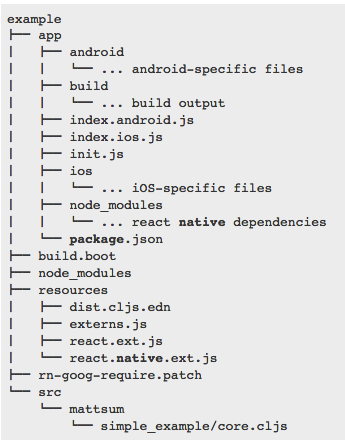 example
├── app
│   ├── android
│   │   └── ... android-specific files
│   ├── build
│   │   └── ... build output
│   ├── index.android.js
│   ├── index.ios.js
│   ├── init.js
│   ├── ios
│   │   └── ... iOS-specific files
│   ├── node_modules
│   │   └── ... react native dependencies
│   └── package.json
├── build.boot
├── node_modules
├── resources
│   ├── dist.cljs.edn
│   ├── externs.js
│   ├── react.ext.js
│   └── react.native.ext.js
├── rn-goog-require.patch
└── src
    └── mattsum
        └── simple_example/core.cljs